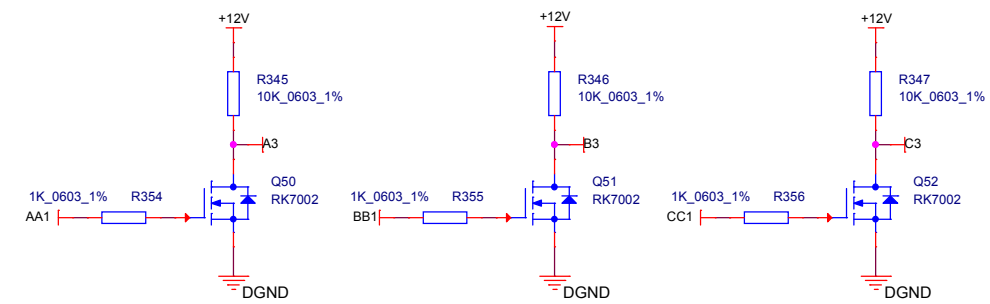 +12V
+12V
+12V
R345
10K_0603_1%
R346
10K_0603_1%
R347
10K_0603_1%
A3
B3
C3
Q50
RK7002
Q51
RK7002
Q52
RK7002
1K_0603_1%
R354
1K_0603_1%
R355
1K_0603_1%
R356
AA1
BB1
CC1
DGND
DGND
DGND